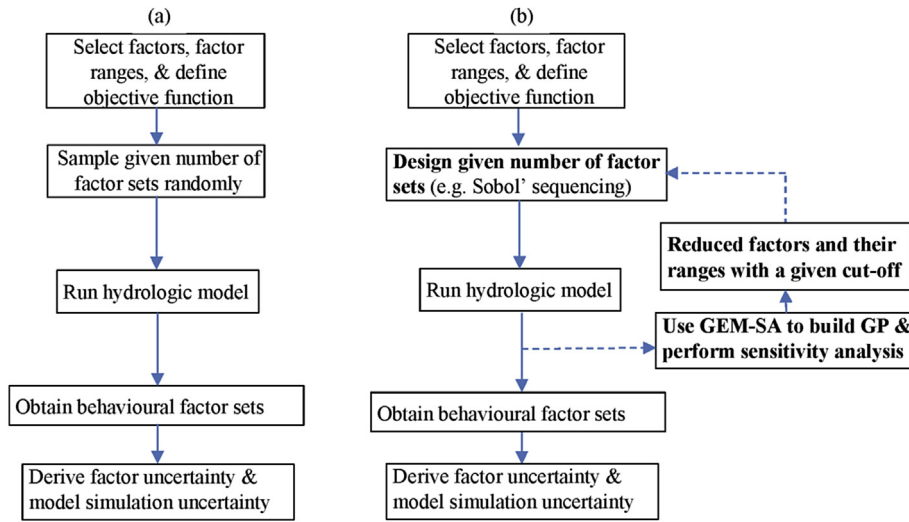 (a)
Select factors, factor
ranges, & define
objective function
Sample given number of
factor sets randomly
Run hydrologic model
Obtain behavioural factor sets
Derive factor uncertainty &
model simulation uncertainty
(b)
Select factors, factor
ranges, & define
objective function
Design given number of factor
sets (e.g. Sobol’ sequencing)
Run hydrologic model
Reduced factors and their
ranges with a given cut-off
Use GEM-SA to build GP &
perform sensitivity analysis
Obtain behavioural factor sets
Derive factor uncertainty &
model simulation uncertainty